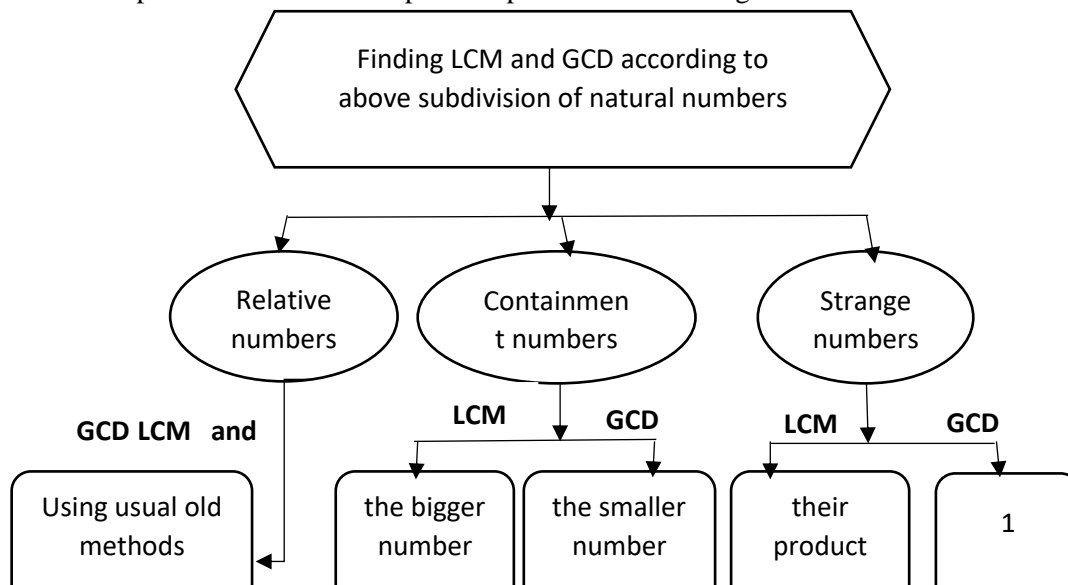 Finding LCM and GCD according to
above subdivision of natural numbers
Relative
numbers
Containmen
t numbers
Strange
numbers
GCD LCM and
LCM
GCD
LCM
GCD
Using usual old
methods
the bigger
number
the smaller
number
their
product
1